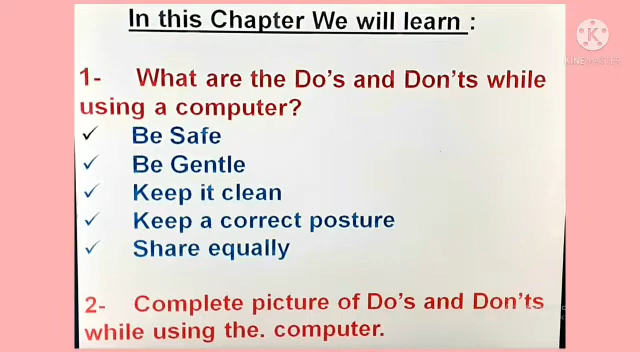 In this Chapter We will learn :
KINEMASTER
1- What are the Do's and Don'ts while
using a computer?
✓ Be Safe
✓ Be Gentle
✓ Keep it clean
✓ Keep a correct posture
✓ Share equally
2- Complete picture of Do's and Don'ts
while using the. computer.